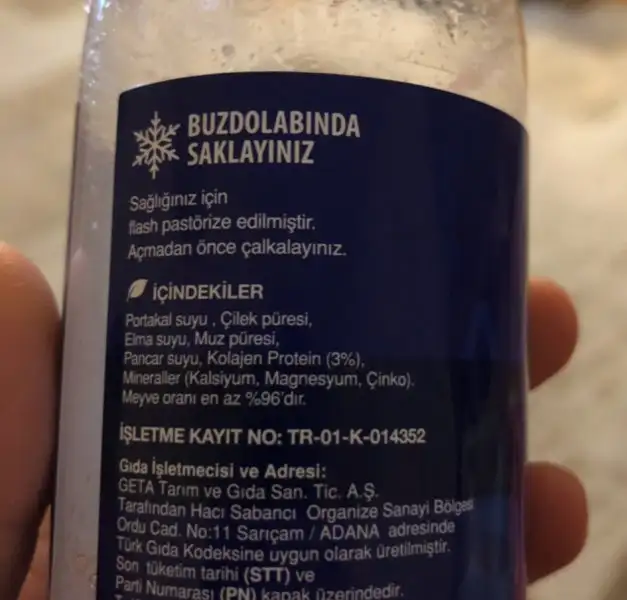 BUZDOLABINDA
SAKLAYINIZ
Sağlığınız için
flash pastörize edilmiştir.
Açmadan önce çalkalayınız.
İÇİNDEKİLER
Portakal suyu , Çilek püresi,
Elma suyu, Muz püresi,
Pancar suyu, Kolajen Protein (3%),
Mineraller (Kalsiyum, Magnesyum, Çinko).
Meyve oranı en az %96'dır.
İŞLETME KAYIT NO: TR-01-K-014352
Gıda İşletmecisi ve Adresi:
GETA Tarım ve Gıda San. Tic. A.Ş.
Tarafından Hacı Sabancı Organize Sanayi Bölgesi
Ordu Cad. No:11 Sarıçam / ADANA adresinde
Türk Gıda Kodeksine uygun olarak üretilmiştir.
Son tüketim tarihi (STT) ve
Parti Numarası (PN) kapak üzerindedir.